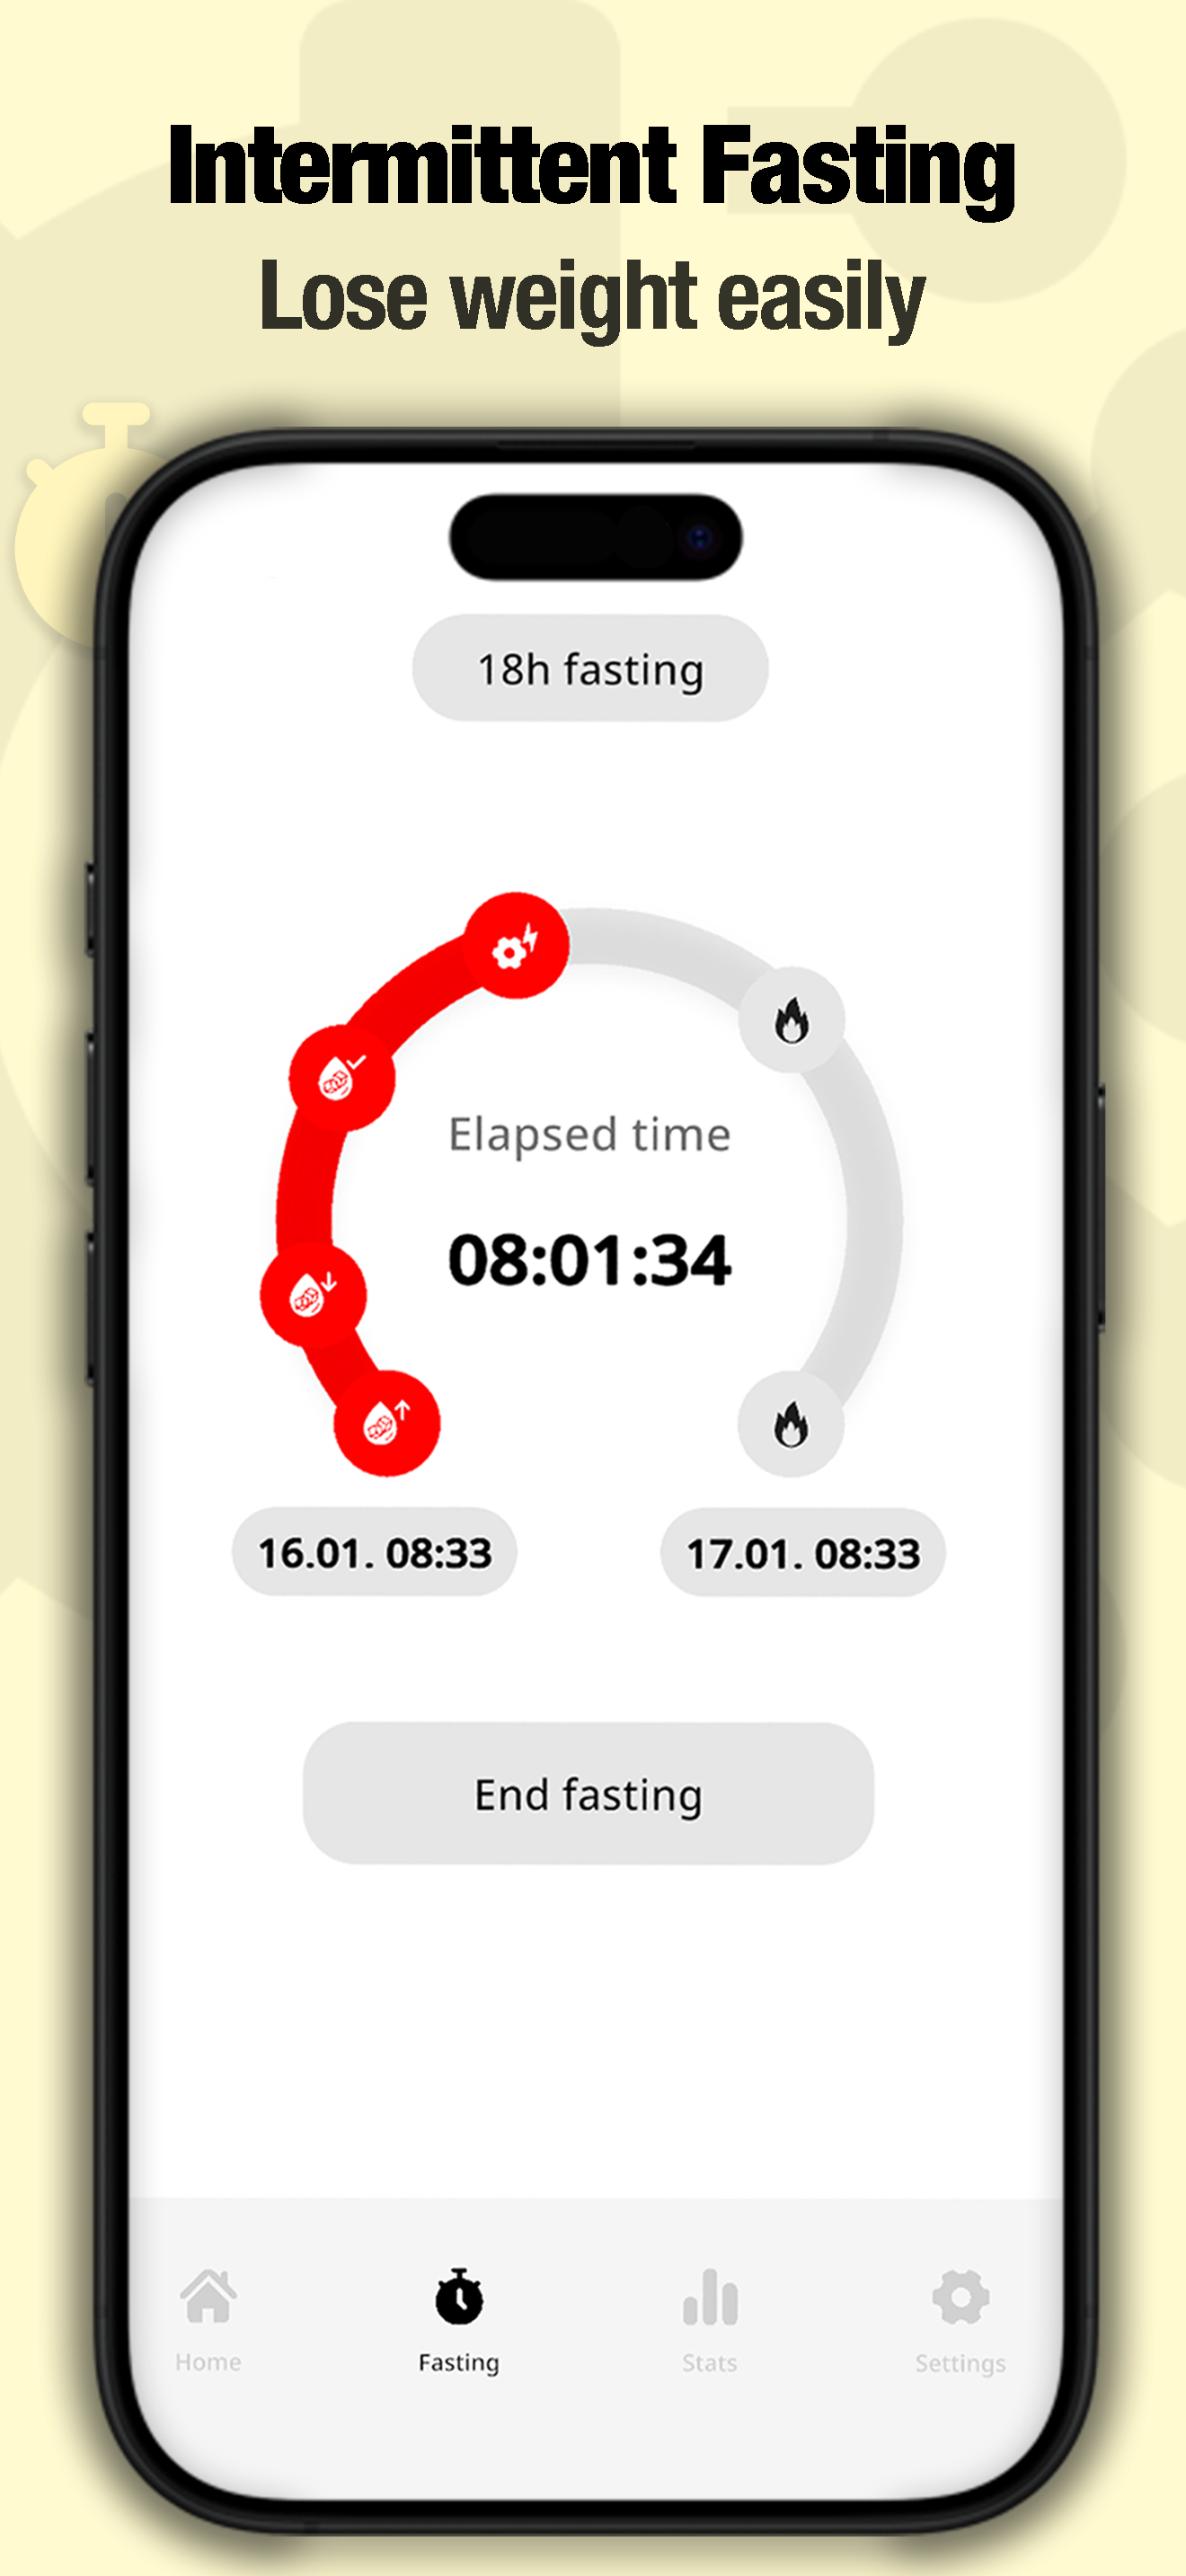 Intermittent Fasting
Lose weight easily
18h fasting
Elapsed time
08:01:34
16.01. 08:33
17.01. 08:33
End fasting
Home
Fasting
Stats
Settings